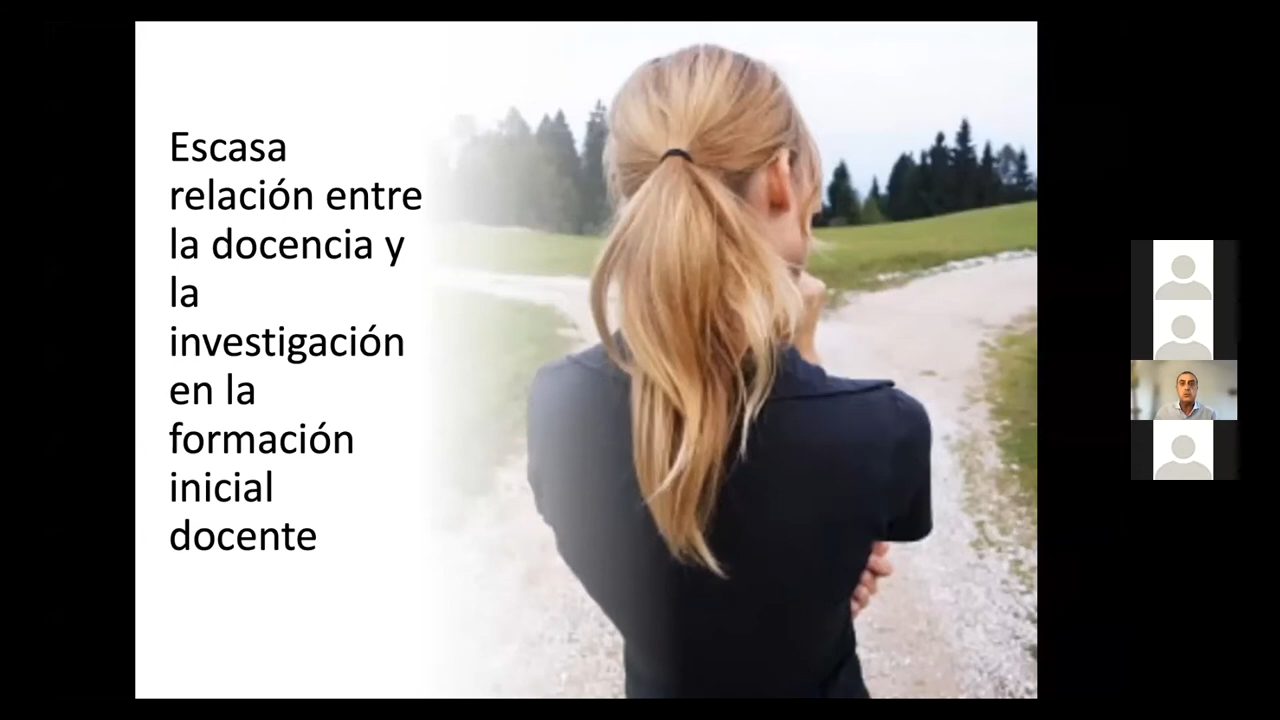 Escasa
relación entre
la docencia y
la
investigación
en la
formación
inicial
docente